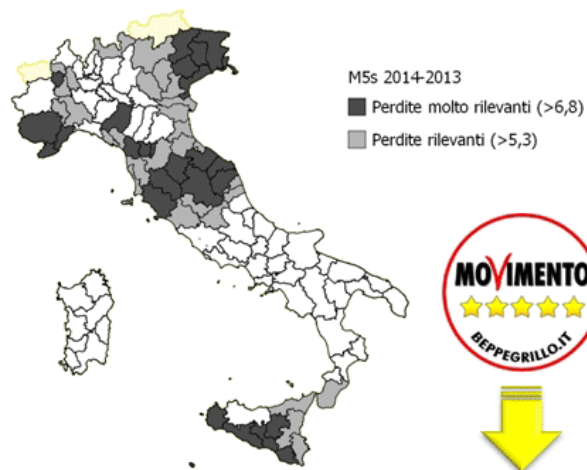 M5s 2014-2013
Perdite molto rilevanti (>6,8)
Perdite rilevanti (>5,3)
MOVIMENTO
BEPPEGRILLO.IT